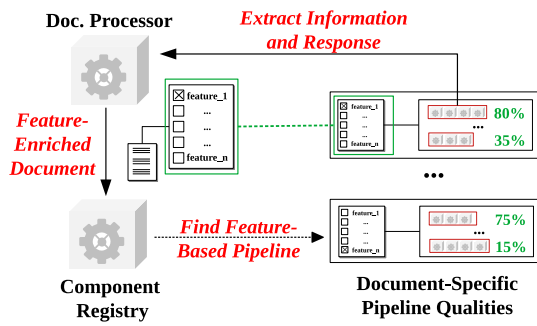 Doc. Processor
Extract Information
and Response
Feature-
Enriched
Document
feature_1
...
...
feature_n
feature_1
...
...
feature_n
80%
...
35%
...
feature_1
...
...
feature_n
75%
...
15%
Find Feature-
Based Pipeline
Component
Registry
Document-Specific
Pipeline Qualities